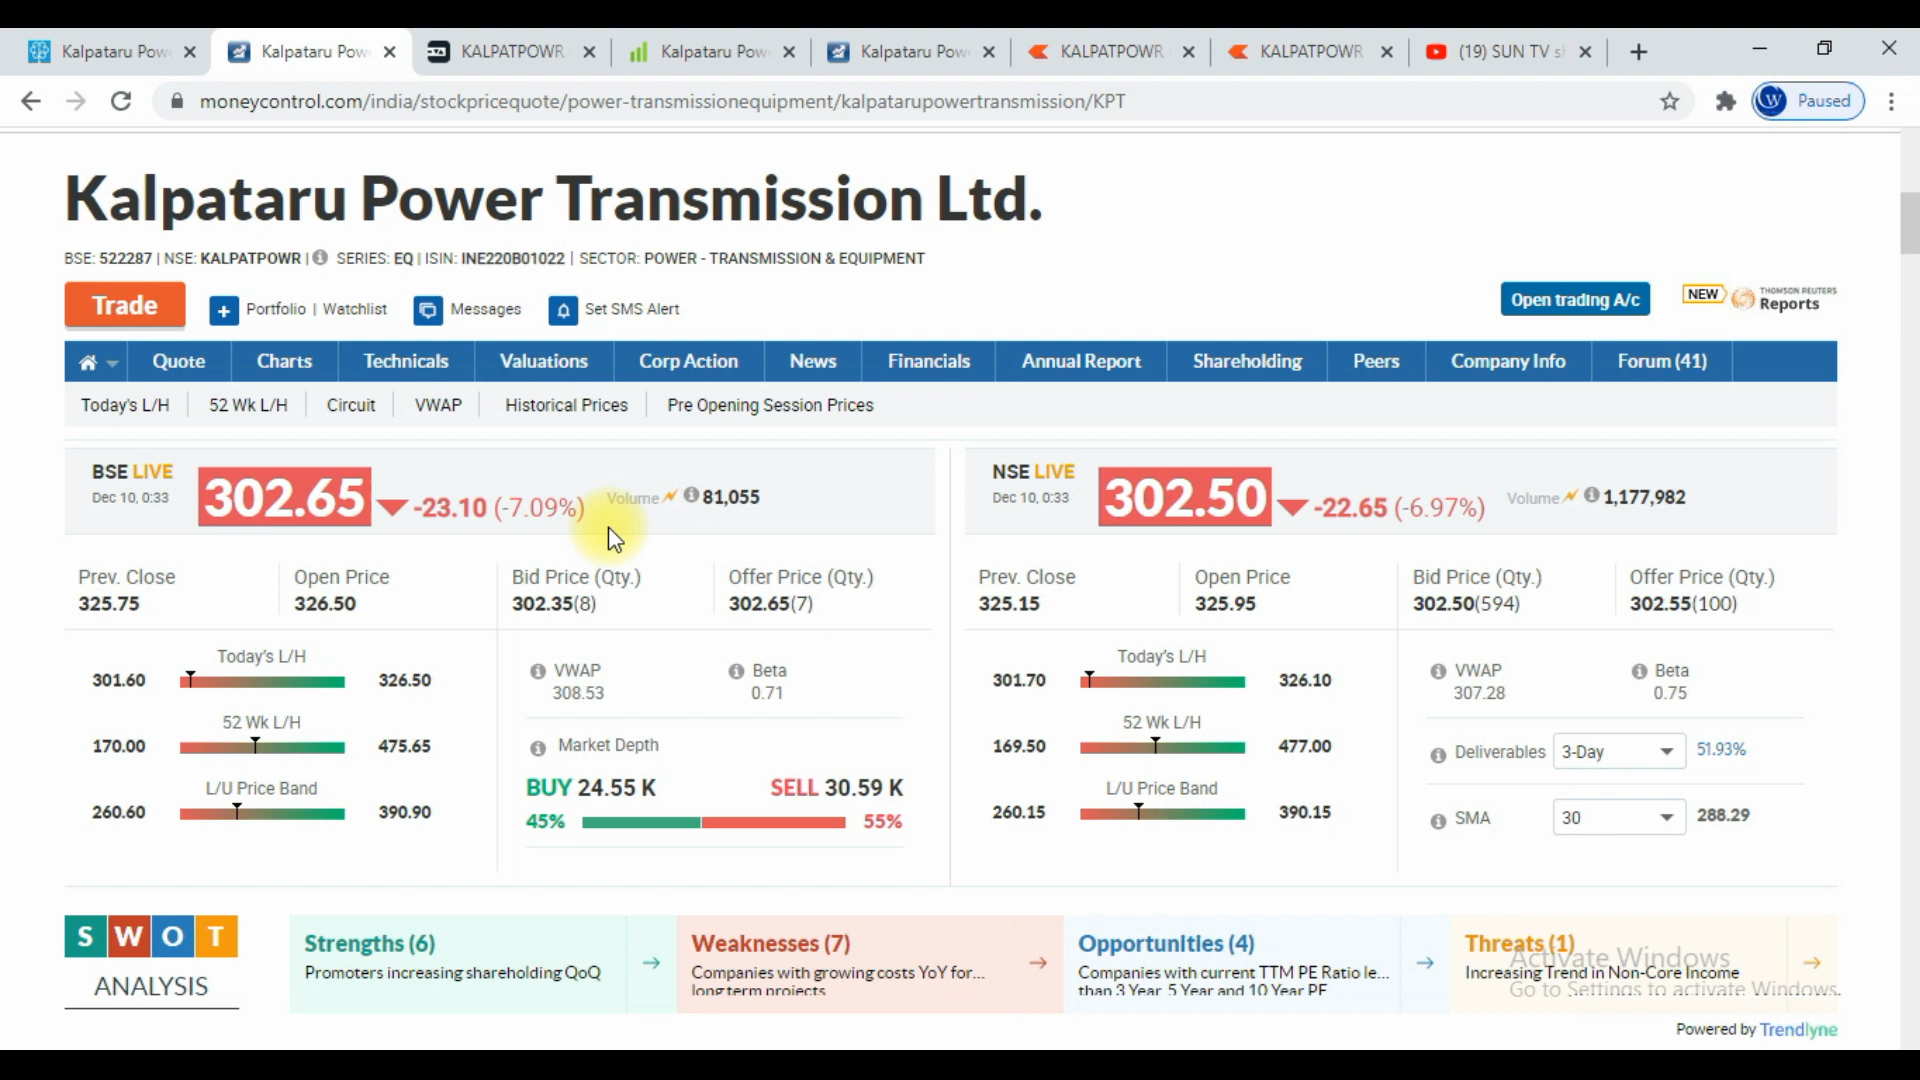 Kalpataru Pow
Kalpataru Pow
KALPATPOWR
Kalpataru Pow
Kalpataru Pow
KALPATPOWR
KALPATPOWR
(19) SUN TV s
moneycontrol.com/india/stockpricequote/power-transmissionequipment/kalpatarupowertransmission/KPT
W
Paused
Kalpataru Power Transmission Ltd.
BSE: 522287 | NSE: KALPATPOWR | SERIES: EQ | ISIN: INE220B01022 | SECTOR: POWER - TRANSMISSION & EQUIPMENT
Trade
Portfolio | Watchlist
Messages
Set SMS Alert
Open trading A/c
NEW
THOMSON REUTERS
Reports
Quote Charts Technicals Valuations Corp Action News Financials Annual Report Shareholding Peers Company Info Forum (41)
Today's L/H 52 Wk L/H Circuit VWAP Historical Prices Pre Opening Session Prices
BSE LIVE
Dec 10, 0:33
302.65 -23.10 (-7.09%) Volume 81,055
Prev. Close Open Price Bid Price (Qty.) Offer Price (Qty.)
325.75 326.50 302.35(8) 302.65(7)
Today's L/H
301.60 326.50
52 Wk L/H
170.00 475.65
L/U Price Band
260.60 390.90
VWAP Beta
308.53 0.71
Market Depth
BUY 24.55 K SELL 30.59 K
45% 55%
NSE LIVE
Dec 10, 0:33
302.50 -22.65 (-6.97%) Volume 1,177,982
Prev. Close Open Price Bid Price (Qty.) Offer Price (Qty.)
325.15 325.95 302.50(594) 302.55(100)
Today's L/H
301.70 326.10
52 Wk L/H
169.50 477.00
L/U Price Band
260.15 390.15
VWAP Beta
307.28 0.75
Deliverables 3-Day 51.93%
SMA 30 288.29
S W O T
ANALYSIS
Strengths (6)
Promoters increasing shareholding QoQ
Weaknesses (7)
Companies with growing costs YoY for...
long term projects
Opportunities (4)
Companies with current TTM PE Ratio le...
than 3 Year 5 Year and 10 Year PE
Threats (1)
Increasing Trend in Non-Core Income
Activate Windows
Go to Settings to activate Windows.
Powered by Trendlyne